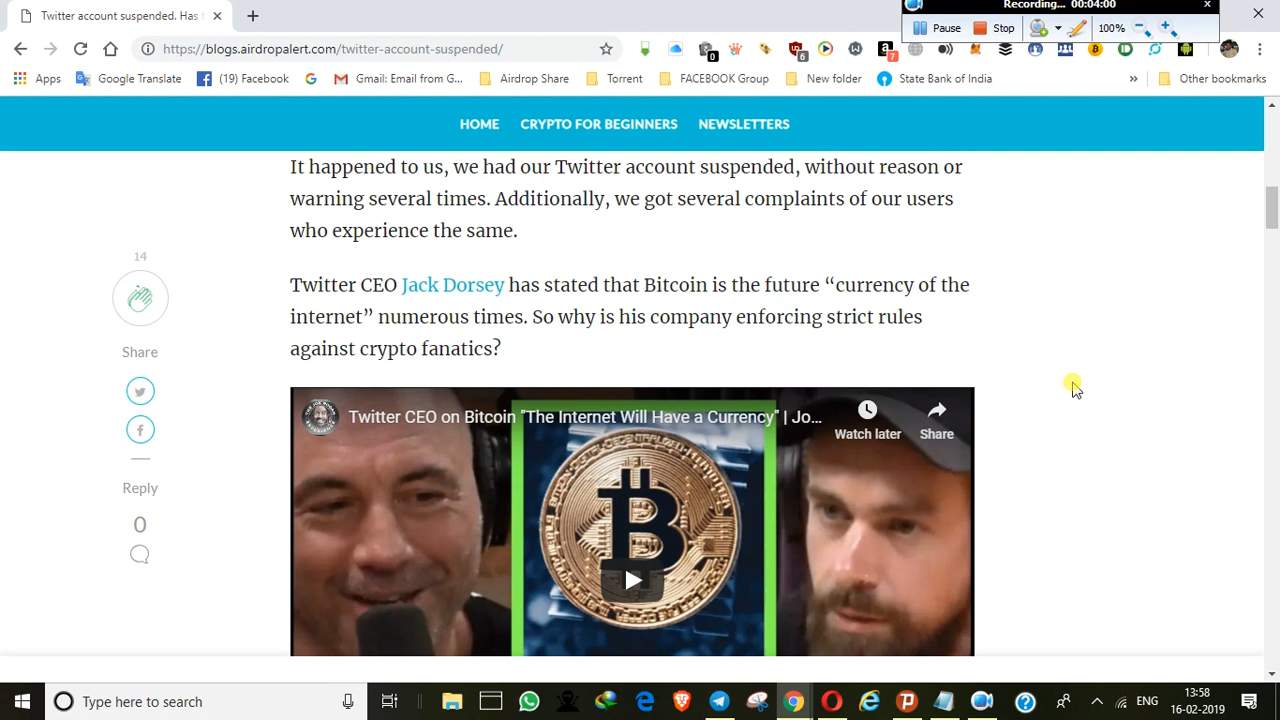 Twitter account suspended. Has t
Recording... 00:04:00
Pause
Stop
100%
https://blogs.airdropalert.com/twitter-account-suspended/
0
6
7
Apps
Google Translate
(19) Facebook
Gmail: Email from G...
Airdrop Share
Torrent
FACEBOOK Group
New folder
State Bank of India
»
Other bookmarks
HOME
CRYPTO FOR BEGINNERS
NEWSLETTERS
It happened to us, we had our Twitter account suspended, without reason or
warning several times. Additionally, we got several complaints of our users
who experience the same.
14
Share
Reply
0
Twitter CEO Jack Dorsey has stated that Bitcoin is the future “currency of the
internet” numerous times. So why is his company enforcing strict rules
against crypto fanatics?
Twitter CEO on Bitcoin "The Internet Will Have a Currency" | Jo...
Watch later
Share
Type here to search
ENG
13:58
16-02-2019